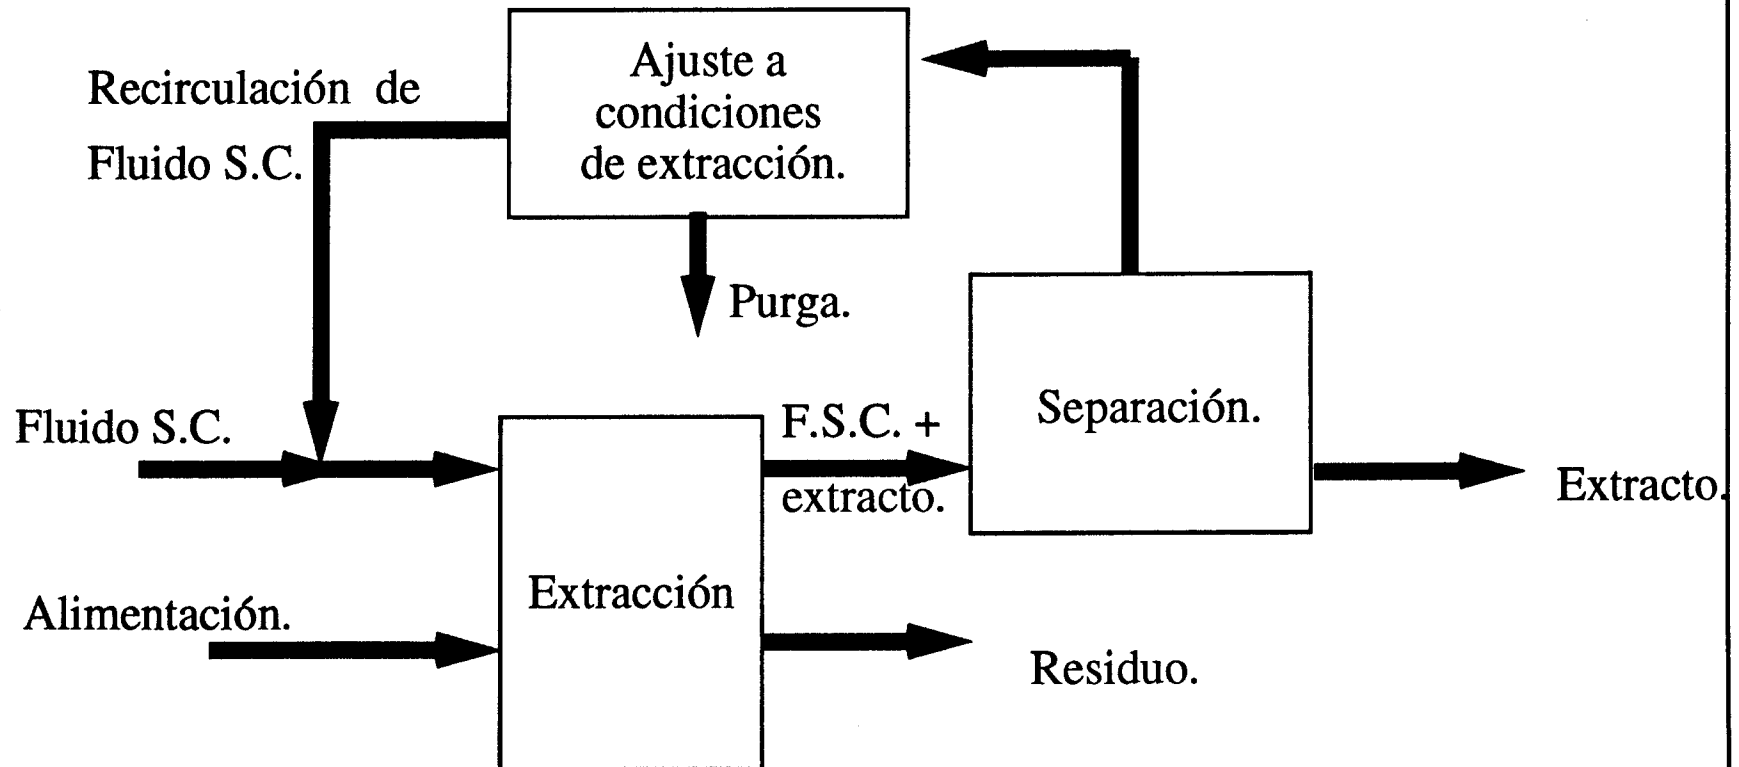 Ajuste a
condiciones
de extracción.
Recirculación de
Fluido S.C.
Purga.
Separación.
Fluido S.C.
F.S.C. +
extracto.
Extracto.
Extracción
Alimentación.
Residuo.